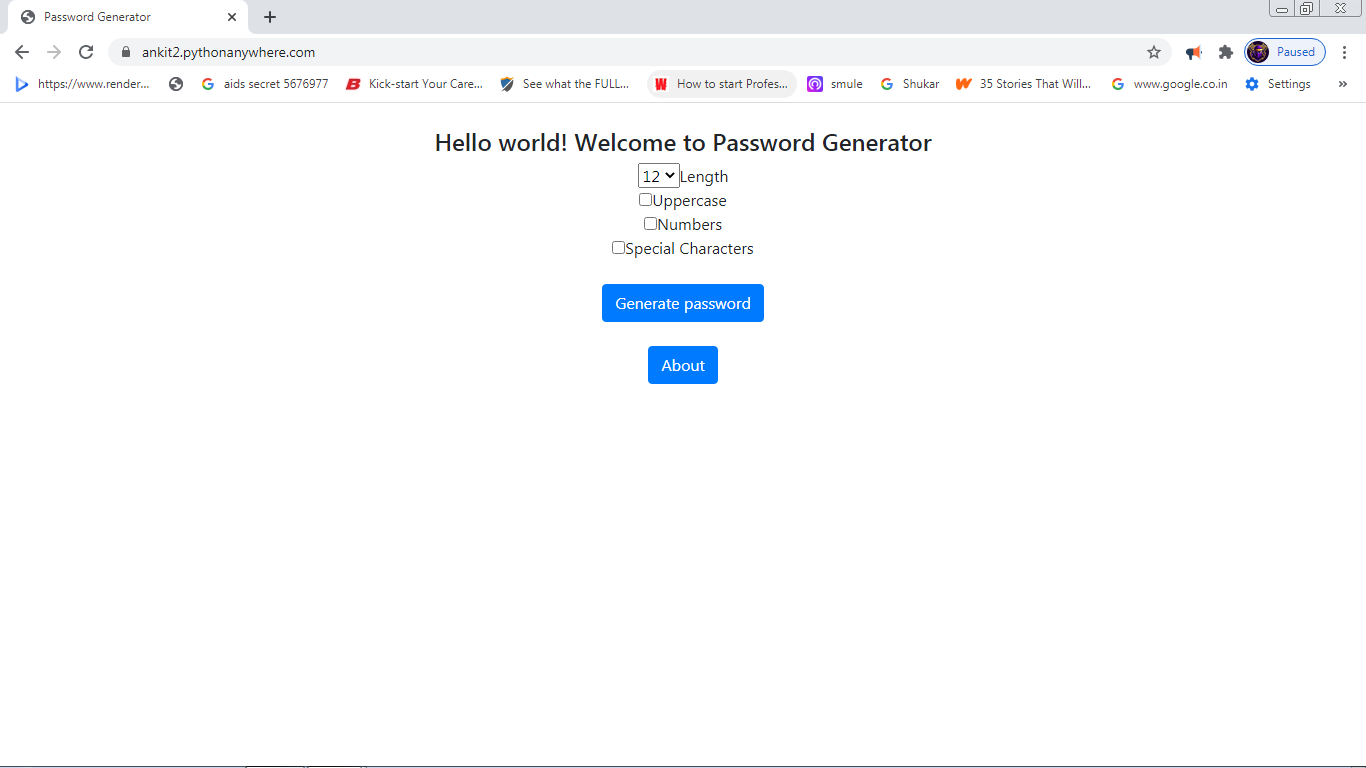 Password Generator
ankit2.pythonanywhere.com
Paused
https://www.render... aids secret 5676977 Kick-start Your Care... See what the FULL... How to start Profes... smule Shukar 35 Stories That Will... www.google.co.in Settings »
Hello world! Welcome to Password Generator
12 Length
Uppercase
Numbers
Special Characters
Generate password
About